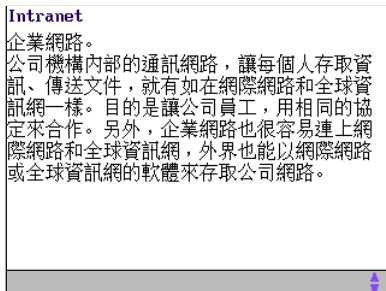 Intranet
企業網路。
公司機構內部的通訊網路，讓每個人存取資
訊、傳送文件，就有如在網際網路和全球資
訊網一樣。目的是讓公司員工，用相同的協
定來合作。另外，企業網路也很容易連上網
際網路和全球資訊網，外界也能以網際網路
或全球資訊網的軟體來存取公司網路。